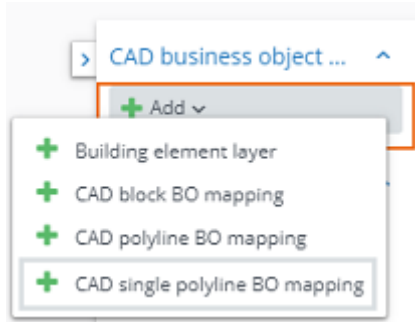 CAD business object ...
Add
Building element layer
CAD block BO mapping
CAD polyline BO mapping
CAD single polyline BO mapping